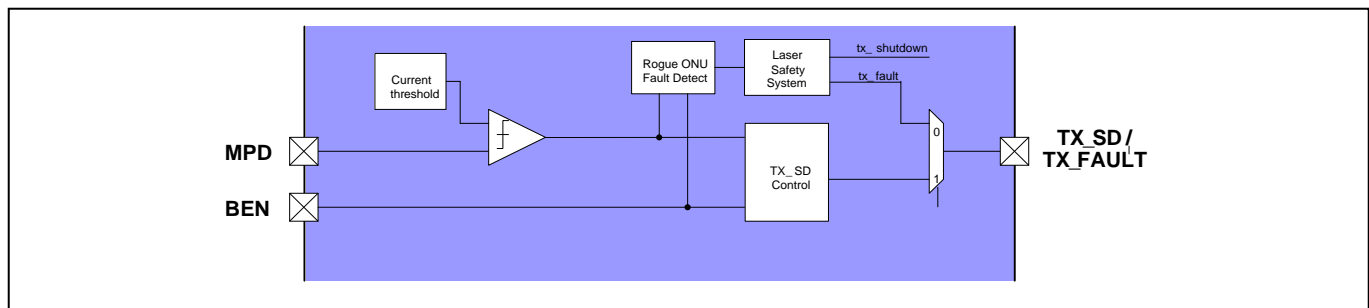 Current
threshold
Rogue ONU
Fault Detect
Laser
Safety
System
tx_ shutdown
tx_fault
MPD
BEN
TX_SD
Control
0
1
TX_SD /
TX_FAULT